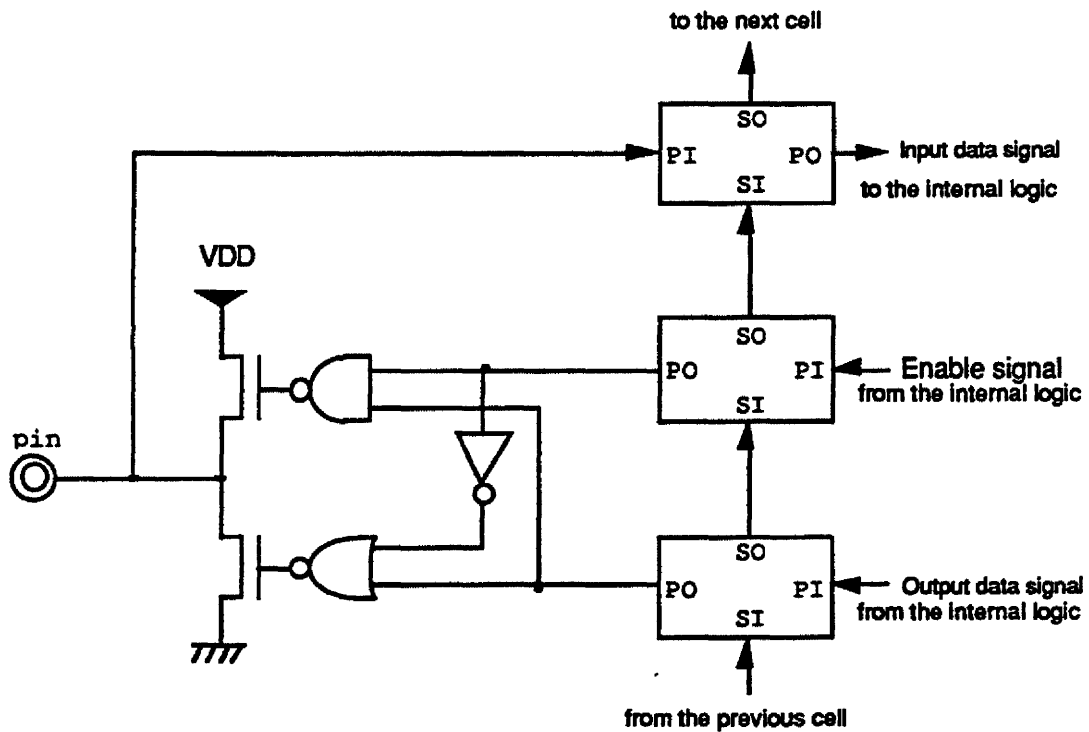 to the next cell
SO
PI PO
SI
Input data signal
to the internal logic
VDD
SO
PO PI
SI
Enable signal
from the internal logic
pin
SO
PO PI
SI
Output data signal
from the internal logic
from the previous cell